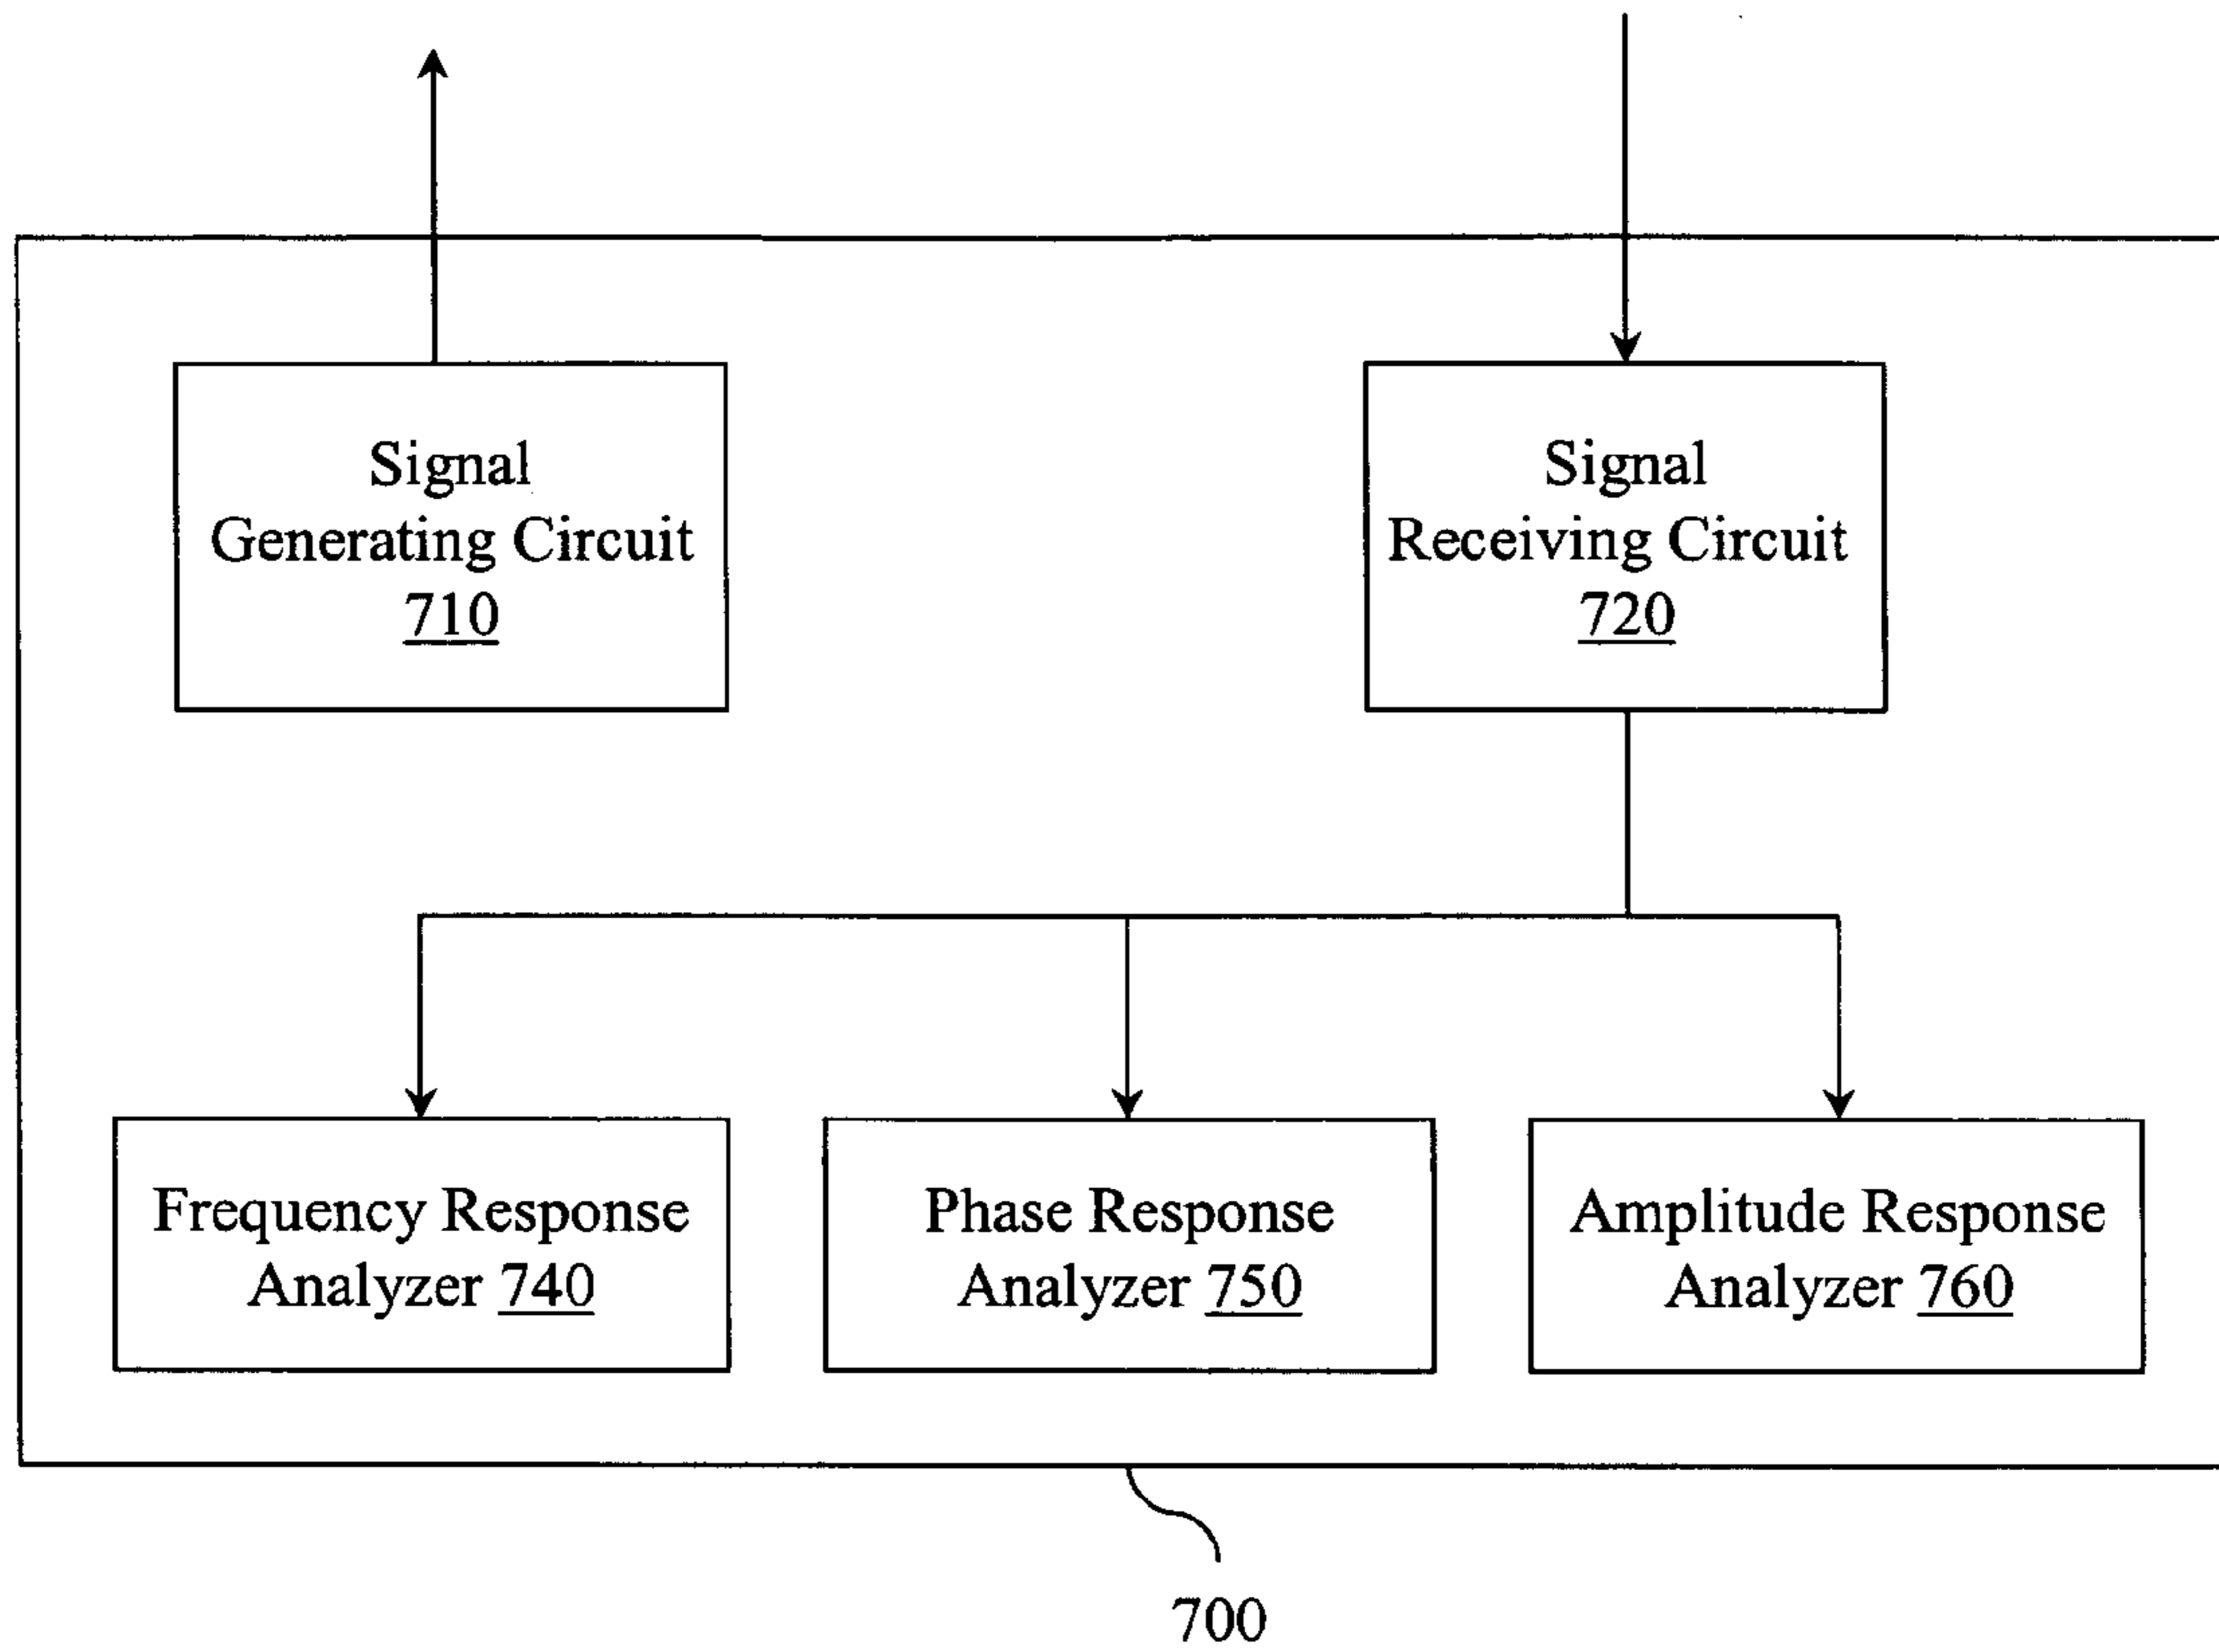 Signal
Generating Circuit
710
Signal
Receiving Circuit
720
Frequency Response
Analyzer 740
Phase Response
Analyzer 750
Amplitude Response
Analyzer 760
700